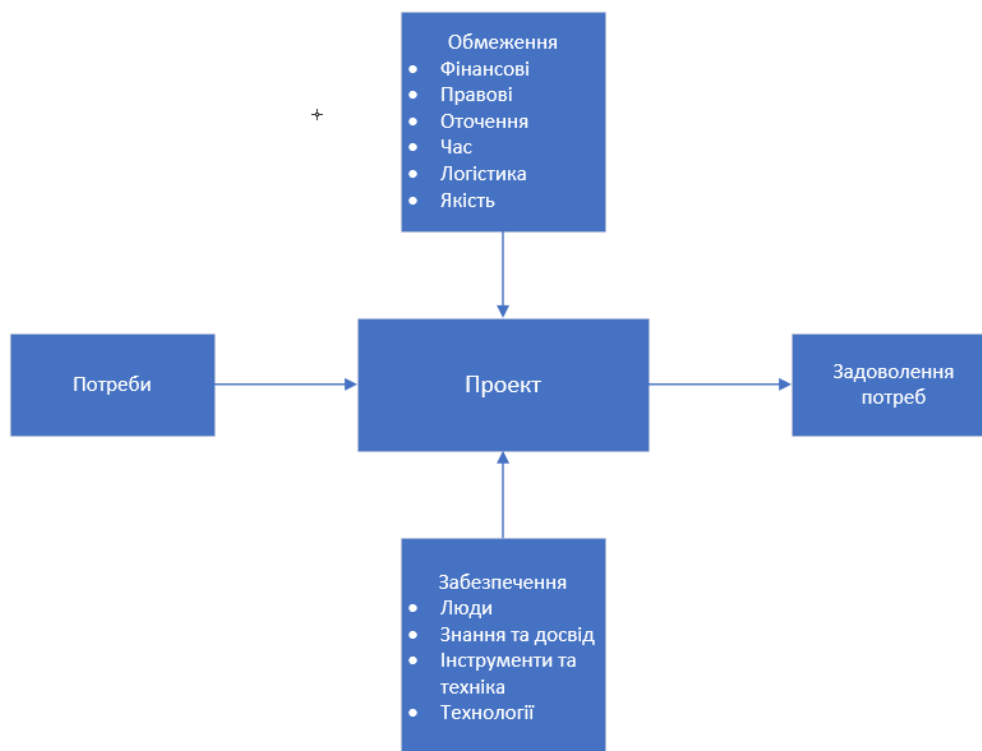 Обмеження
Фінансові
Правові
Оточення
Час
Логістика
Якість
Потреби
Проект
Задоволення
потреб
Забезпечення
Люди
Знання та досвід
Інструменти та
техніка
Технології